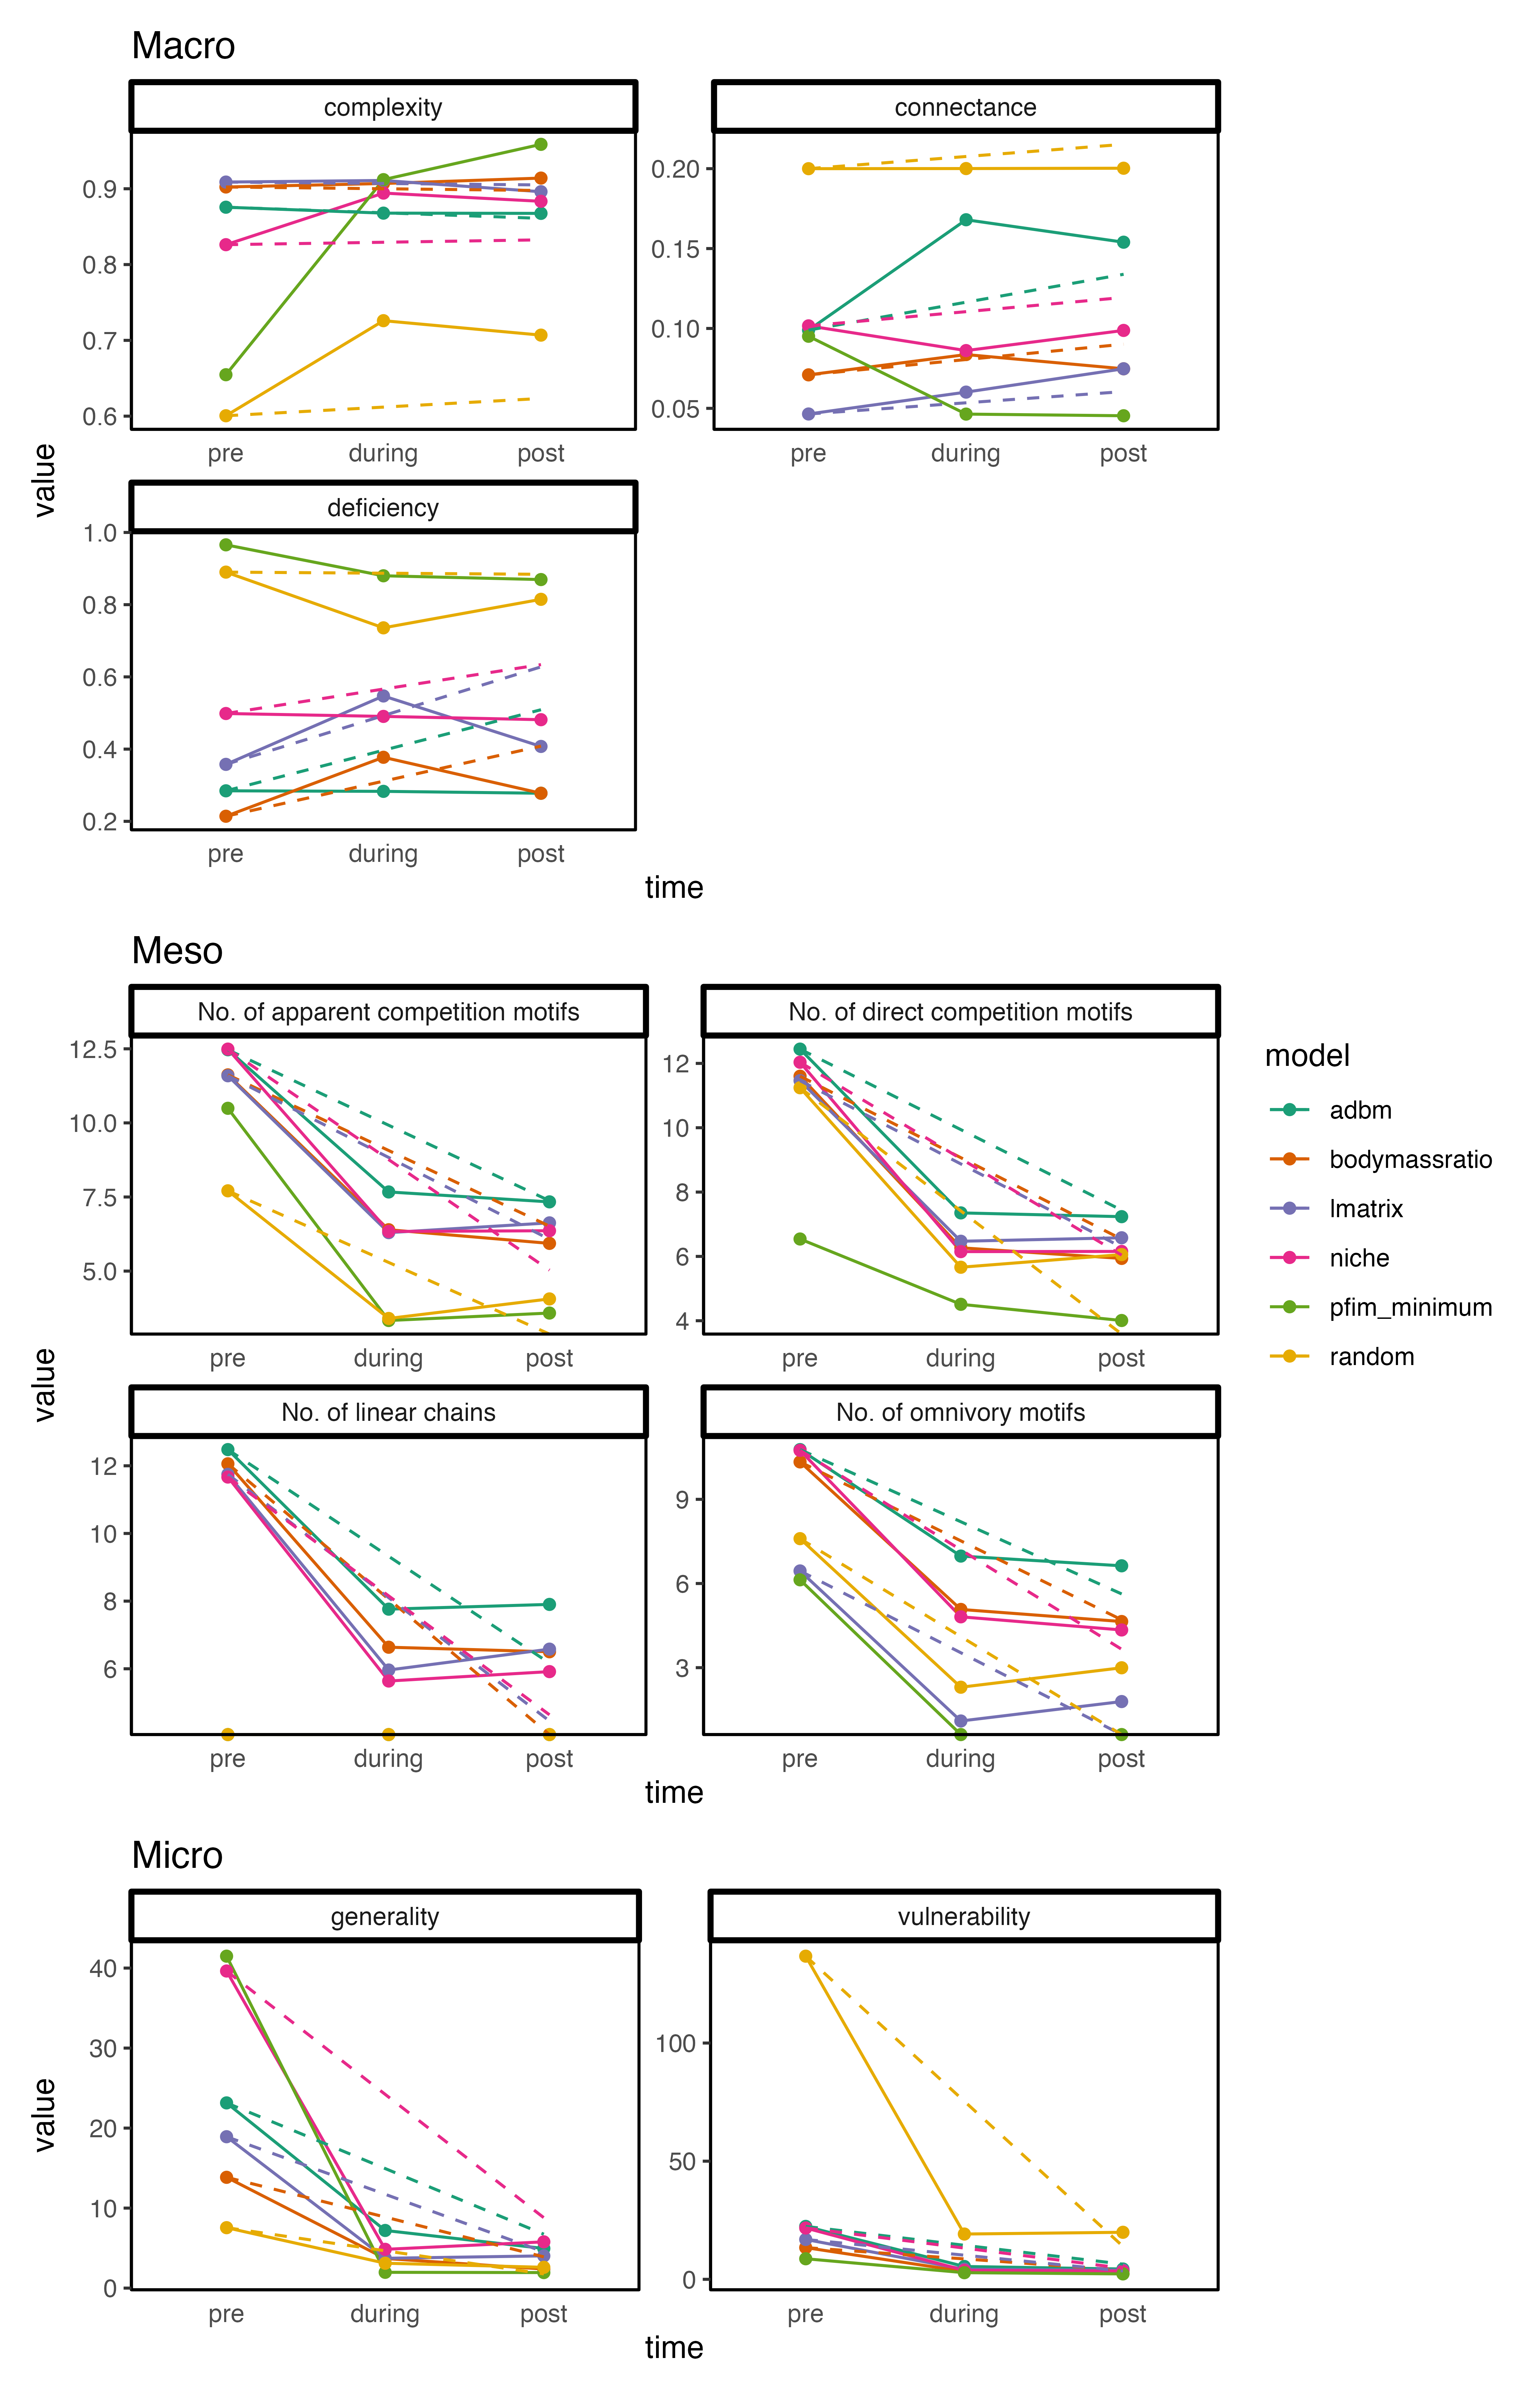 Macro
complexity
connectance
0.9
0.8
0.7
0.6
0.20
0.15
0.10
0.05
pre during post
pre during post
value
deficiency
1.0
0.8
0.6
0.4
0.2
pre during post
time
Meso
No. of apparent competition motifs
No. of direct competition motifs
12.5
10.0
7.5
5.0
12
10
8
6
4
pre during post
pre during post
value
No. of linear chains
No. of omnivory motifs
12
10
8
6
9
6
3
pre during post
pre during post
time
model
adbm
bodymassratio
lmatrix
niche
pfim_minimum
random
Micro
generality
vulnerability
value
40
30
20
10
0
100
50
0
pre during post
pre during post
time